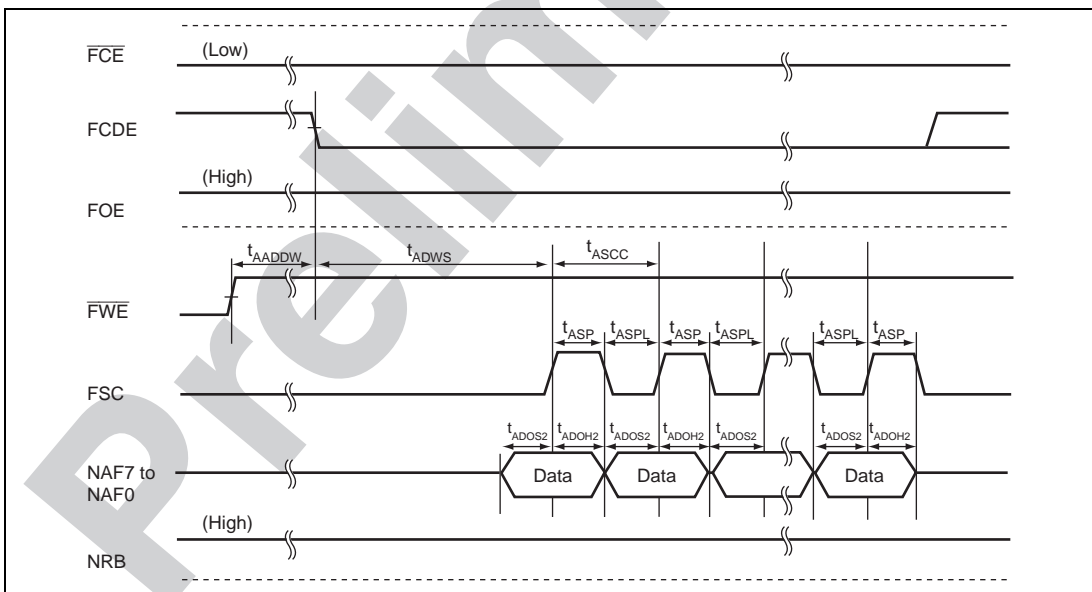 FCE
(Low)
FCDE
(High)
FOE
tAADDW
tADWS
tASCC
FWE
tASP
tASPL
tASP
tASPL
tASPL
tASP
FSC
tADOS2
tADOH2
tADOS2
tADOH2
tADOS2
tADOS2
tADOH2
NAF7 to
NAF0
Data
Data
Data
(High)
NRB
Prelim